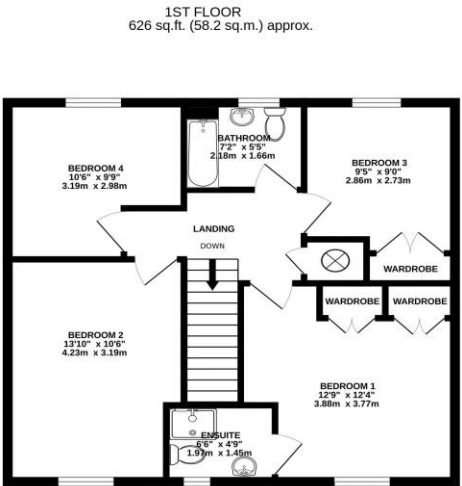 1ST FLOOR
626 sq.ft. (58.2 sq.m.) approx.
BATHROOM
7'2" x 5'5"
2.18m x 1.66m
BEDROOM 4
10'6" x 9'9"
3.19m x 2.98m
BEDROOM 3
9'5" x 9'0"
2.86m x 2.73m
LANDING
DOWN
WARDROBE
WARDROBE
WARDROBE
BEDROOM 2
13'10" x 10'6"
4.23m x 3.19m
BEDROOM 1
12'9" x 12'4"
3.88m x 3.77m
ENSUITE
6'6" x 4'9"
1.97m x 1.45m